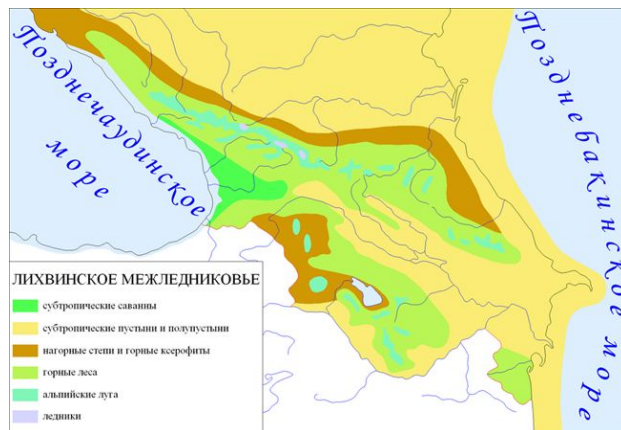 Позднечаудинское
море
Позднебакинское море
ЛИХВИНСКОЕ МЕЖЛЕДНИКОВЬЕ
субтропические саванны
субтропические пустыни и полупустыни
нагорные степи и горные ксерофиты
горные леса
альпийские луга
ледники